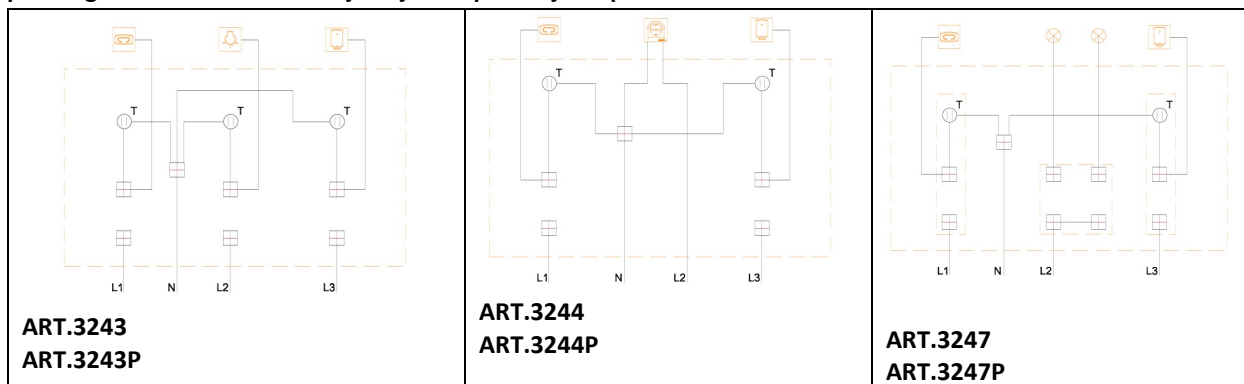 T T T
L1 N L2 L3
ART.3243
ART.3243P
T T
L1 N L2 L3
ART.3244
ART.3244P
T T
L1 N L2 L3
ART.3247
ART.3247P